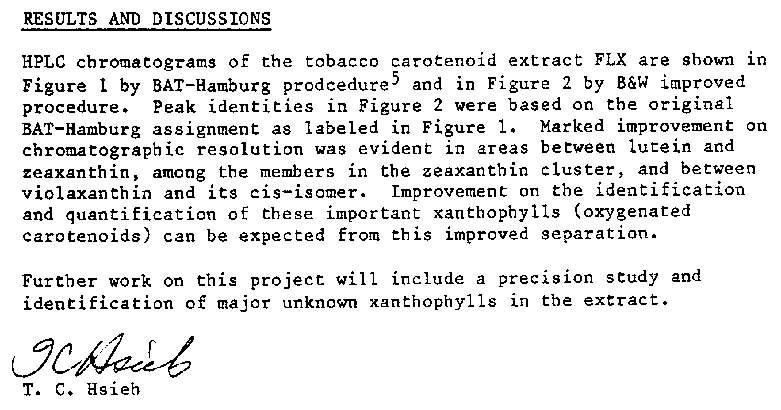 RESULTS AND DISCUSSIONS
HPLC chromatograms of the tobacco carotenoid extract FLX are shown in
Figure 1 by BAT-Hamburg prodcedure5 and in Figure 2 by B&W improved
procedure. Peak identities in Figure 2 were based on the original
BAT-Hamburg assignment as labeled in Figure 1. Marked improvement on
chromatographic resolution was evident in areas between lutein and
zeaxanthin, among the members in the zeaxanthin cluster, and between
violaxanthin and its cis-isomer. Improvement on the identification
and quantification of these important xanthophylls (oxygenated
carotenoids) can be expected from this improved separation.
Further work on this project will include a precision study and
identification of major unknown xanthophylls in the extract.
T C Hsieh
T. C. Hsieh